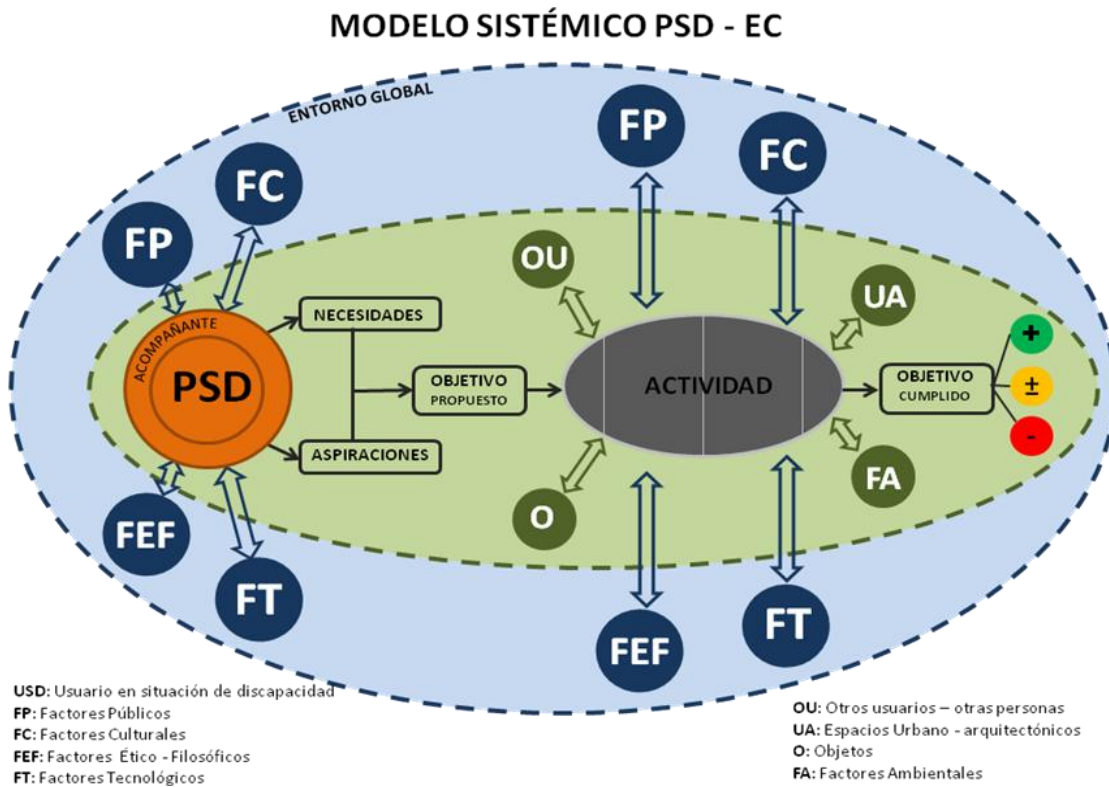 MODELO SISTÉMICO PSD - EC
ENTORNO GLOBAL
FP
FC
FC
FP
OU
UA
ACOMPAÑANTE
PSD
NECESIDADES
OBJETIVO
PROPUESTO
ASPIRACIONES
ACTIVIDAD
OBJETIVO
CUMPLIDO
+
±
-
O
FA
FEF
FT
FEF
FT
USD: Usuario en situación de discapacidad
FP: Factores Públicos
FC: Factores Culturales
FEF: Factores Ético - Filosóficos
FT: Factores Tecnológicos
OU: Otros usuarios – otras personas
UA: Espacios Urbano - arquitectónicos
O: Objetos
FA: Factores Ambientales